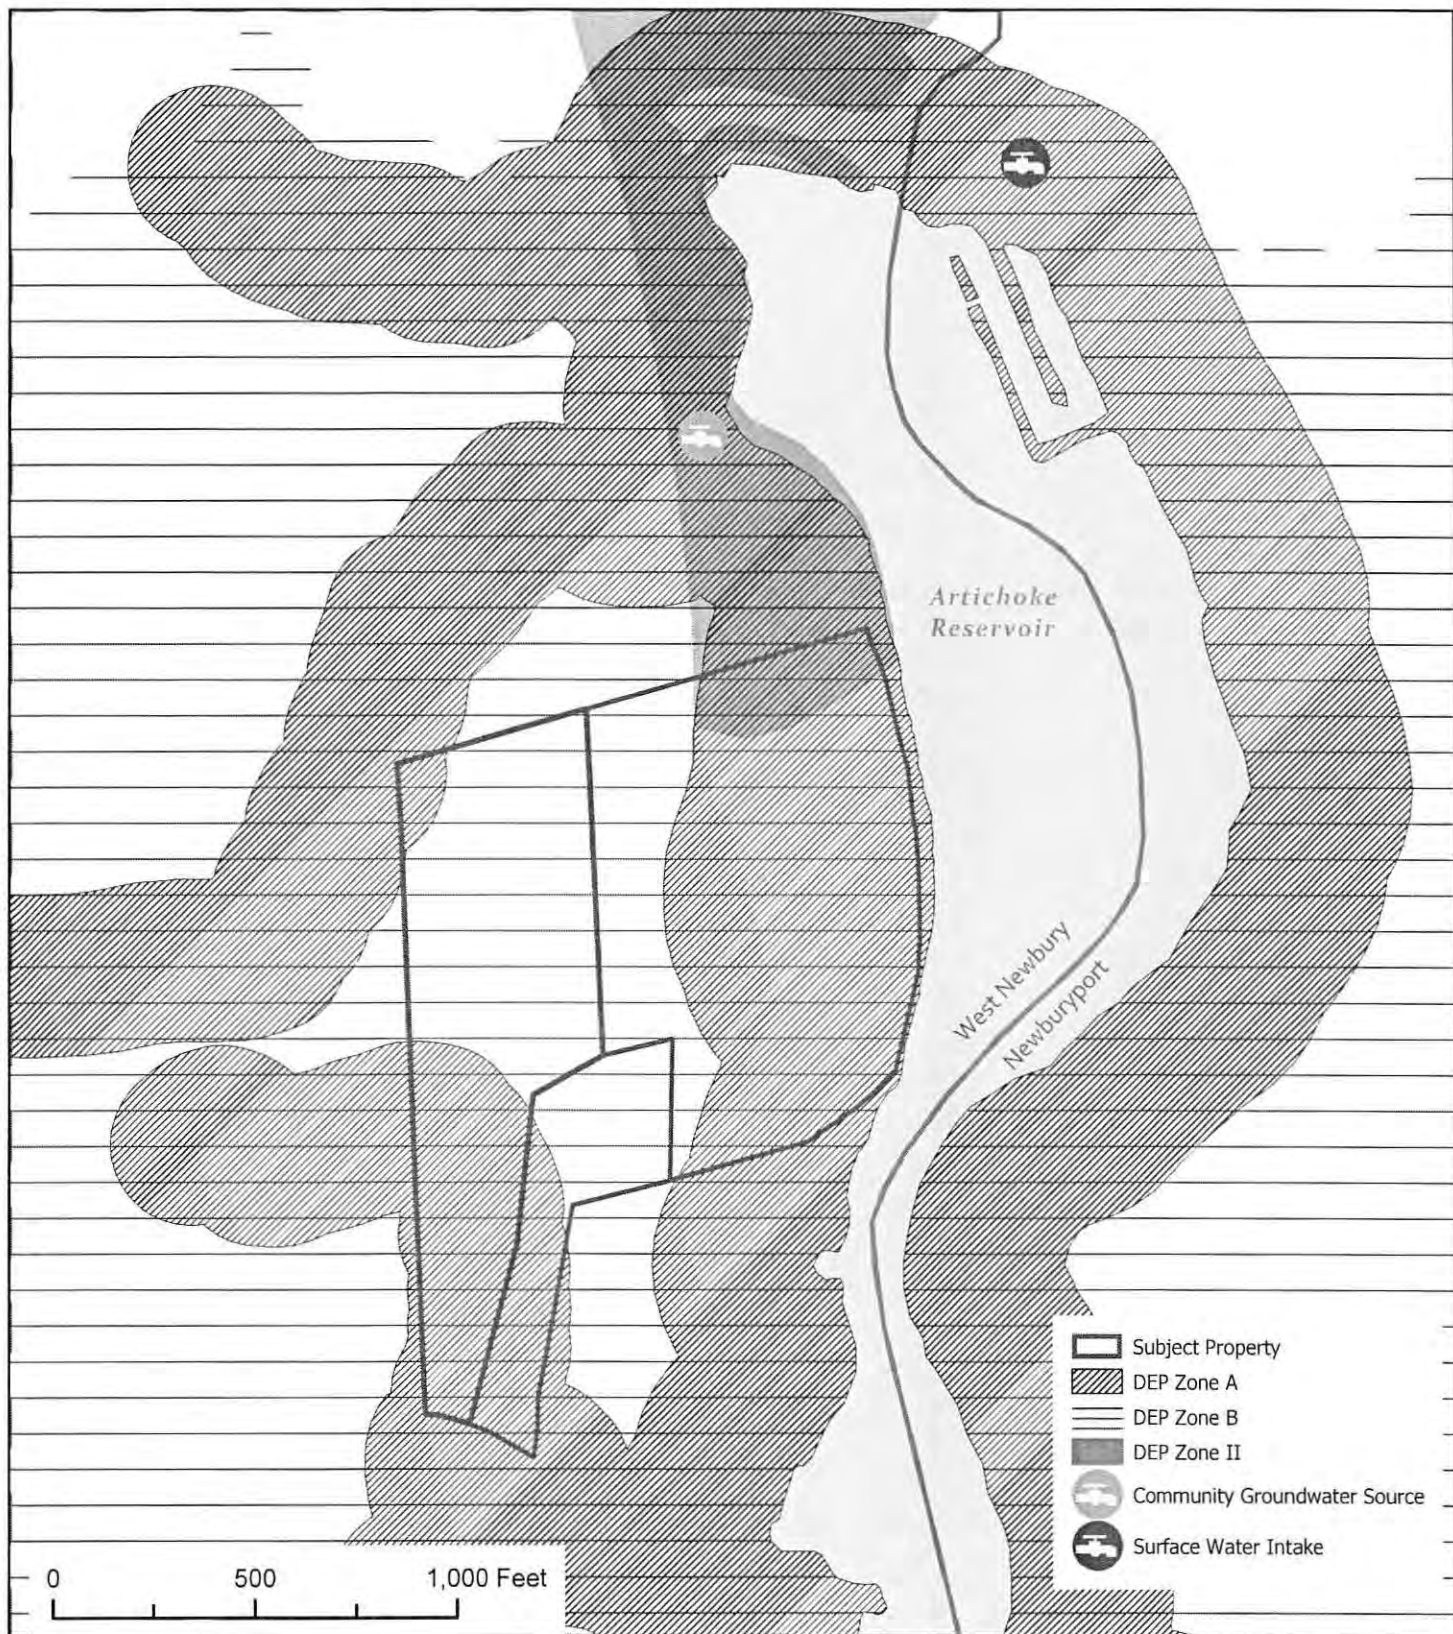 Artichoke
Reservoir
West Newbury
Newburyport
Subject Property
DEP Zone A
DEP Zone B
DEP Zone II
Community Groundwater Source
Surface Water Intake
0 500 1,000 Feet